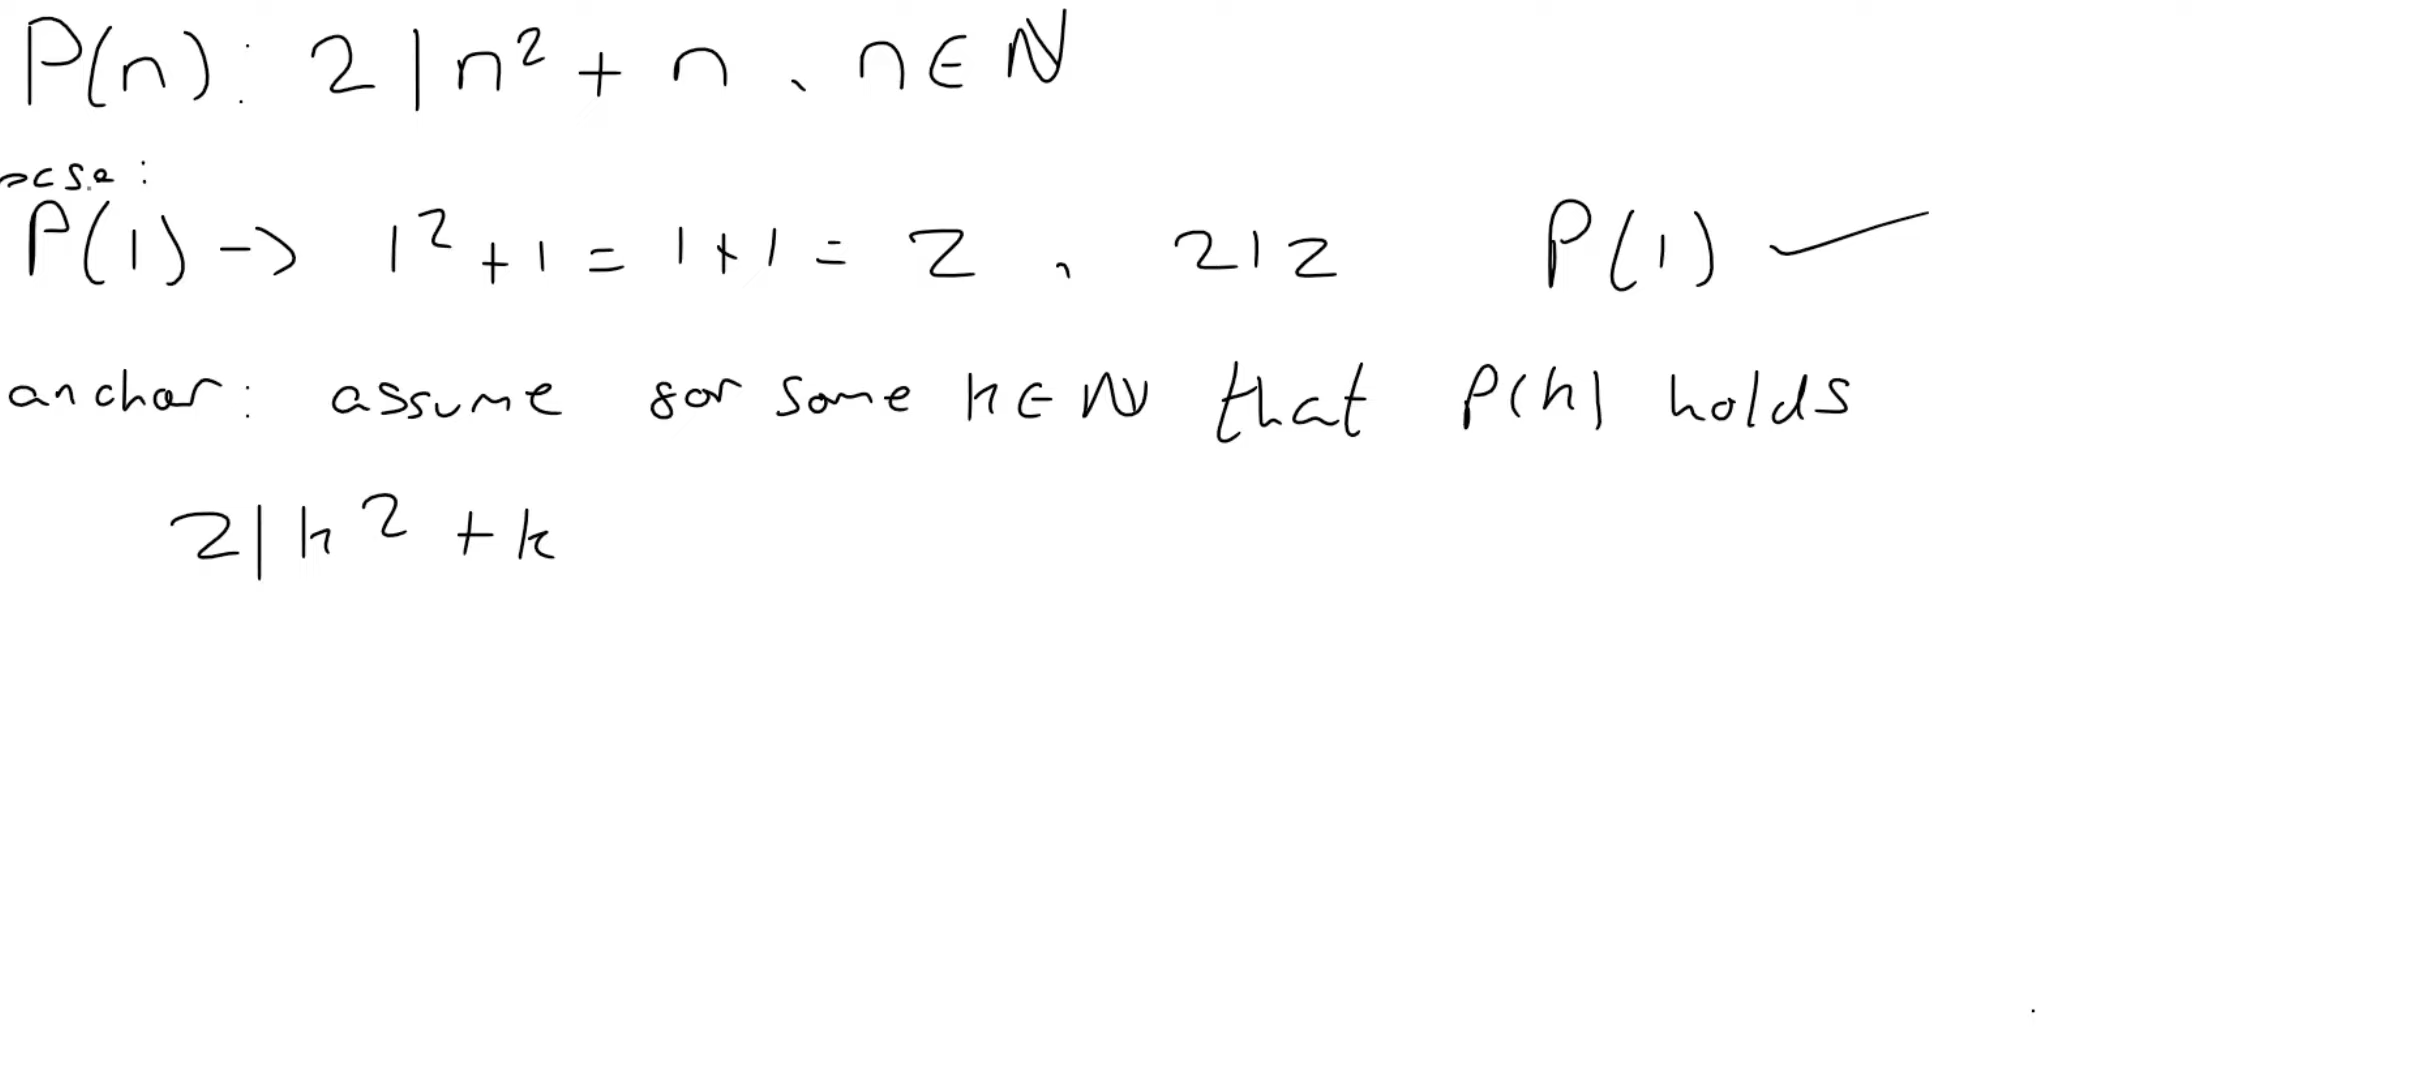 P(n): 2|n² + n, n∈ℕ
P(1) -> 1² + 1 = 1 + 1 = 2, 2|2 P(1) ✓
anchor: assume for some k∈ℕ that P(k) holds
2|k² + k